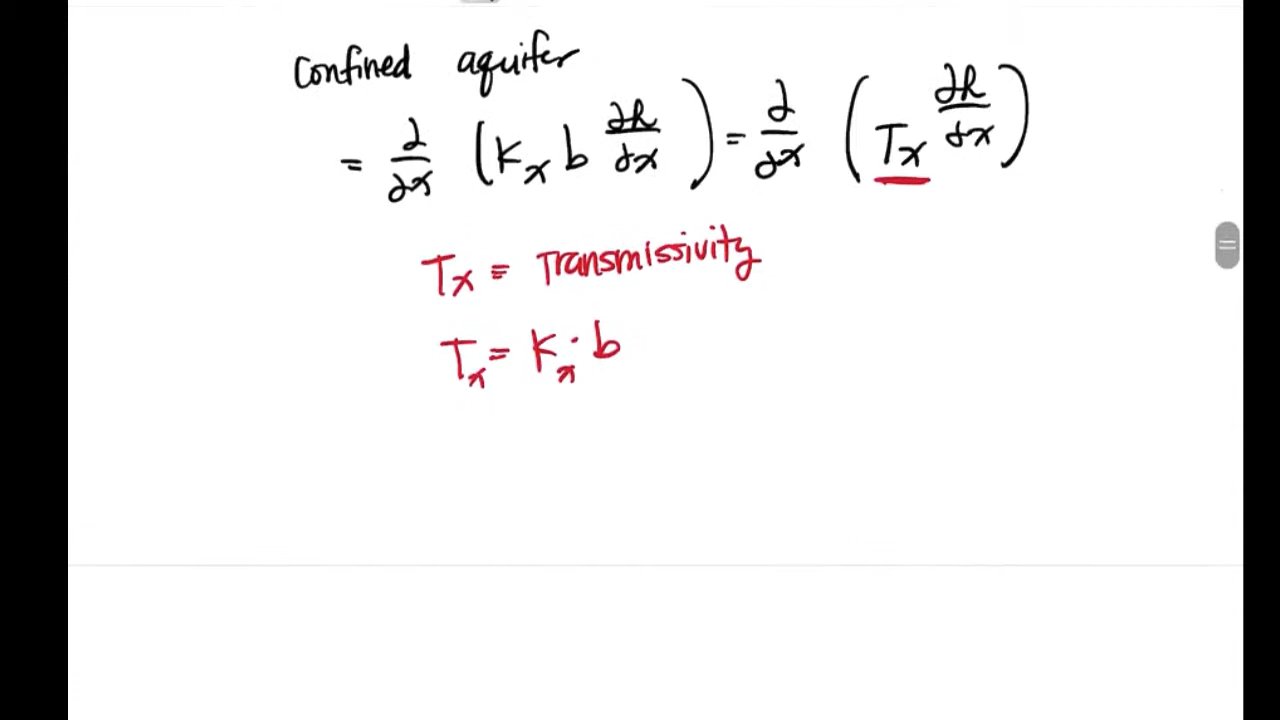 Confined aquifer
= ∂/∂x (Kx b ∂h/∂x) = ∂/∂x (Tx ∂h/∂x)
Tx = Transmissivity
Tx = Kx · b